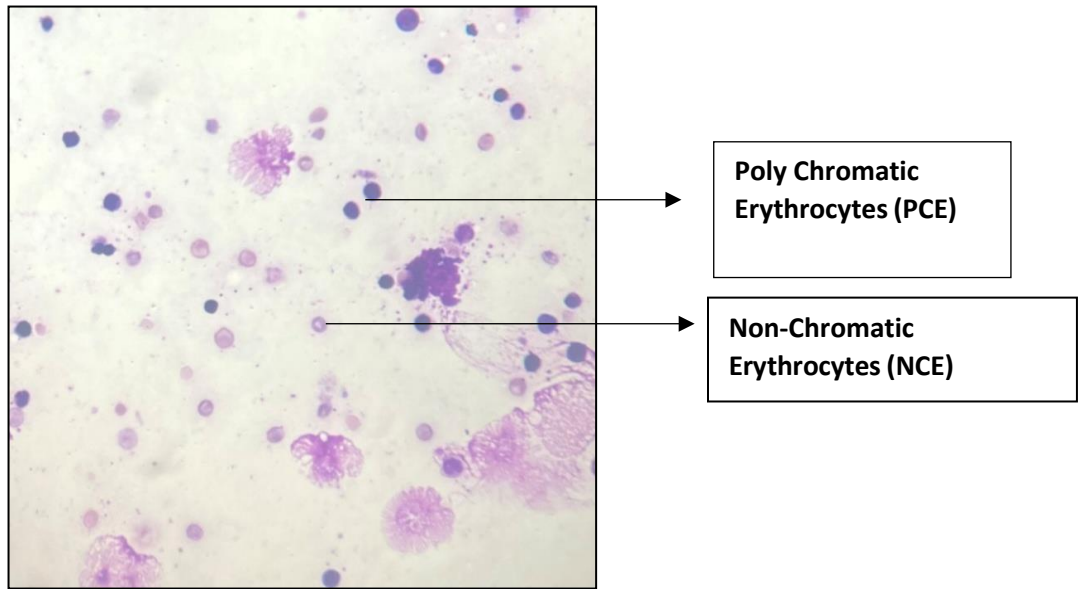 Poly Chromatic
Erythrocytes (PCE)
Non-Chromatic
Erythrocytes (NCE)